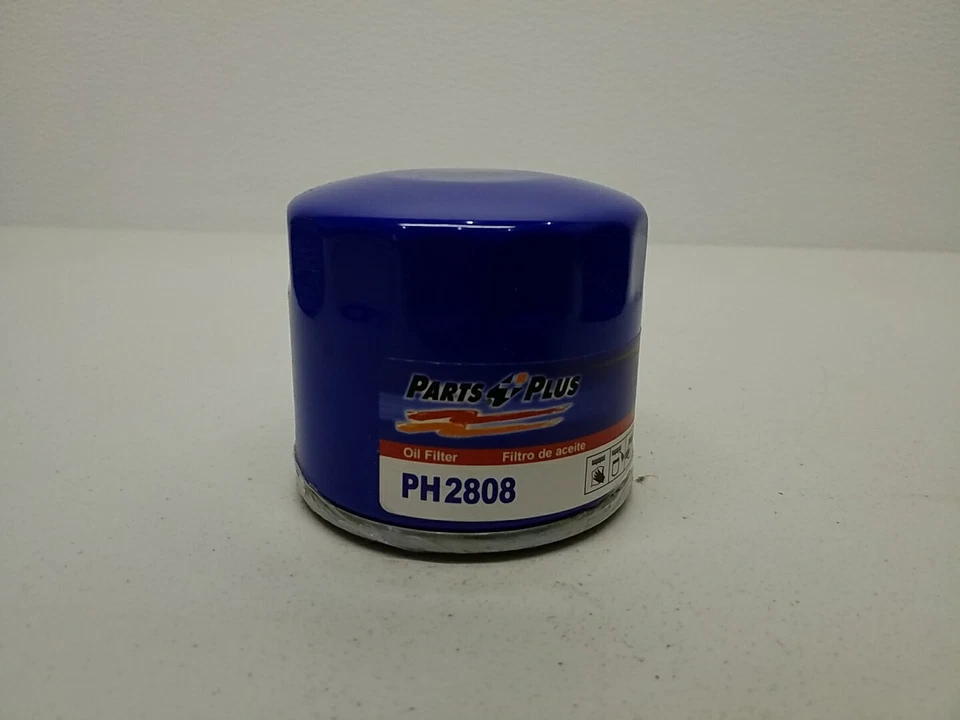 PARTS PLUS
Oil Filter Filtro de aceite
PH2808